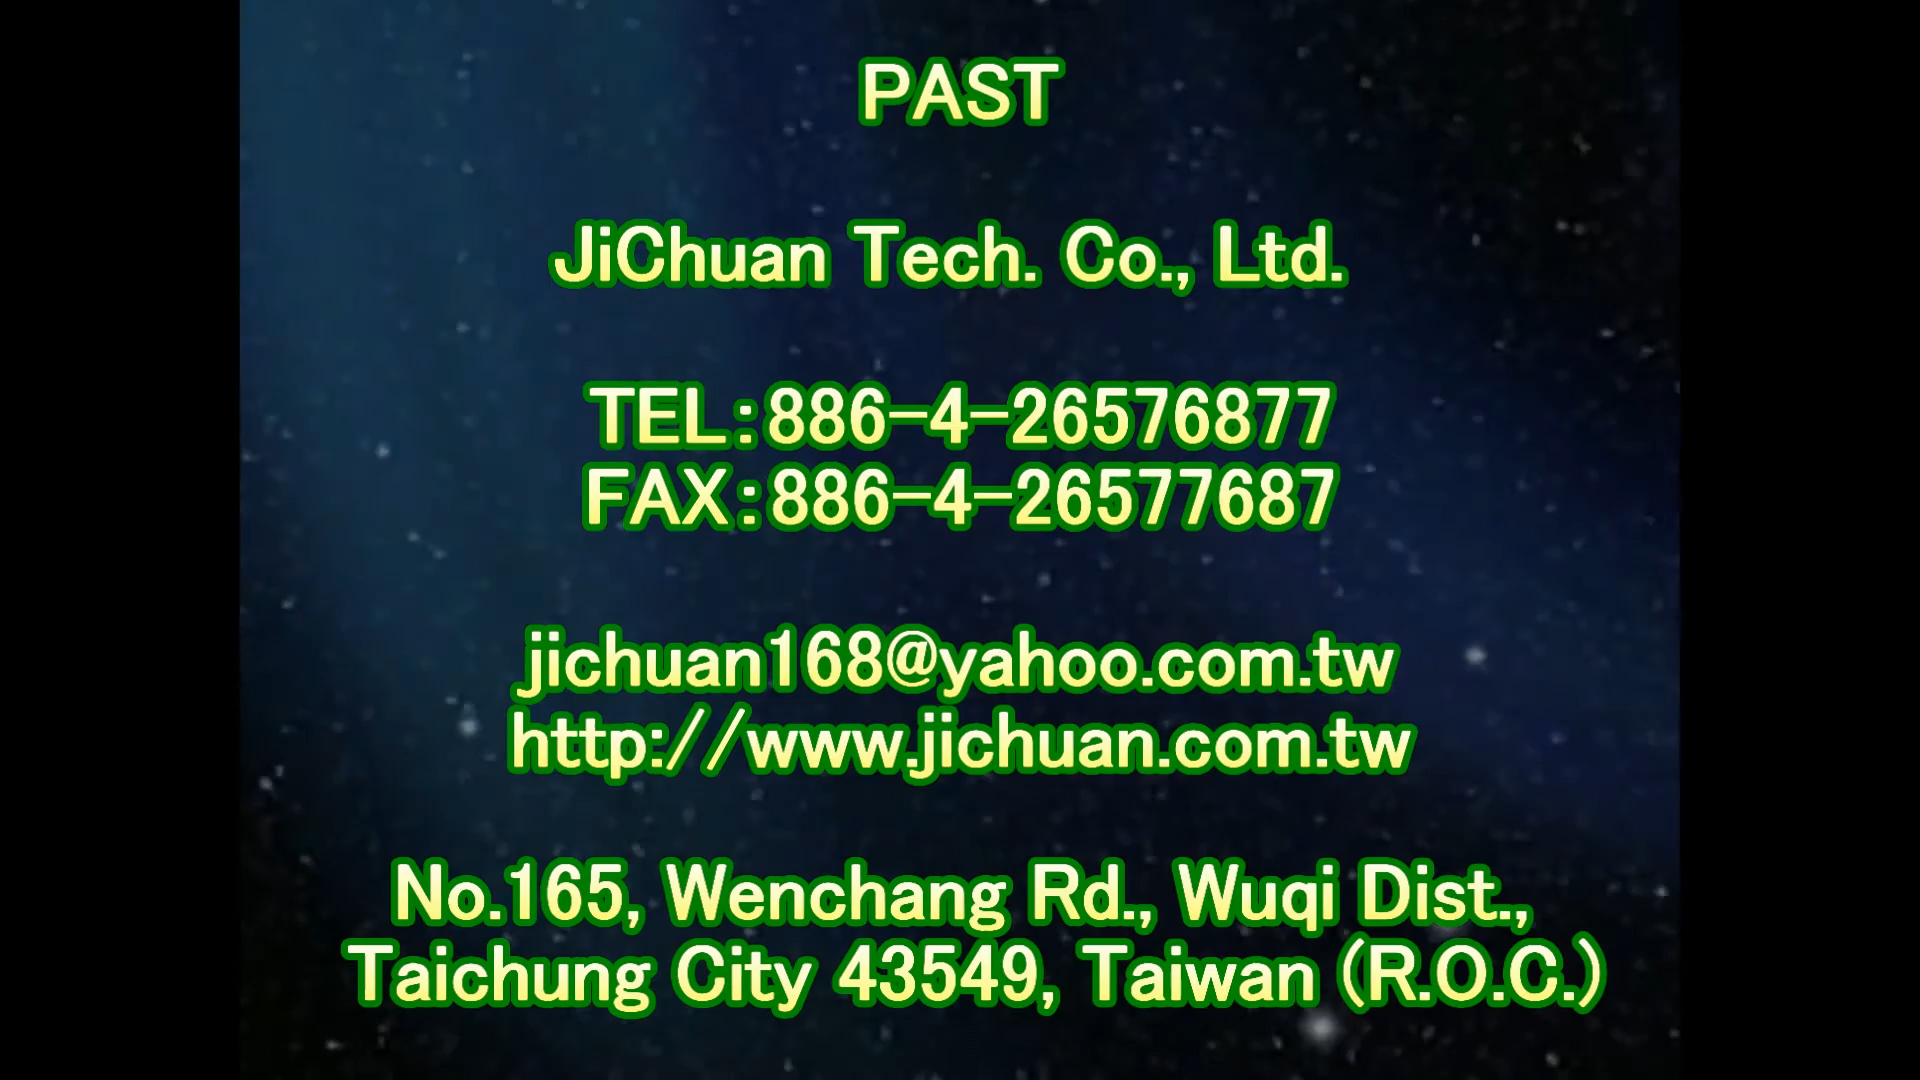 PAST
JiChuan Tech. Co., Ltd.
TEL:886-4-26576877
FAX:886-4-26577687
jichuan168@yahoo.com.tw
http://www.jichuan.com.tw
No.165, Wenchang Rd., Wuqi Dist.,
Taichung City 43549, Taiwan (R.O.C.)